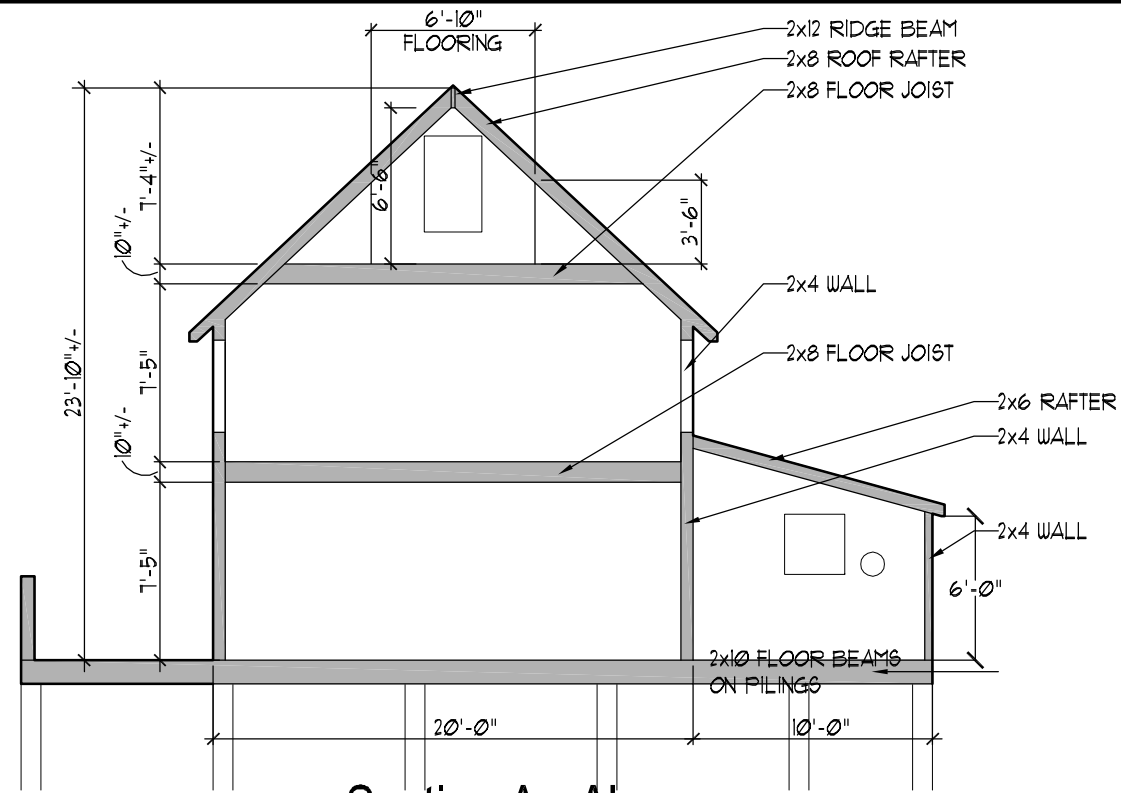 6'-10"
FLOORING
2x12 RIDGE BEAM
2x8 ROOF RAFTER
2x8 FLOOR JOIST
7'-4"+/-
6'-6"
3'-6"
10"+/-
2x4 WALL
23'-10"+/-
7'-5"
2x8 FLOOR JOIST
10"+/-
2x6 RAFTER
2x4 WALL
2x4 WALL
7'-5"
6'-0"
2x10 FLOOR BEAMS
ON PILINGS
20'-0"
10'-0"